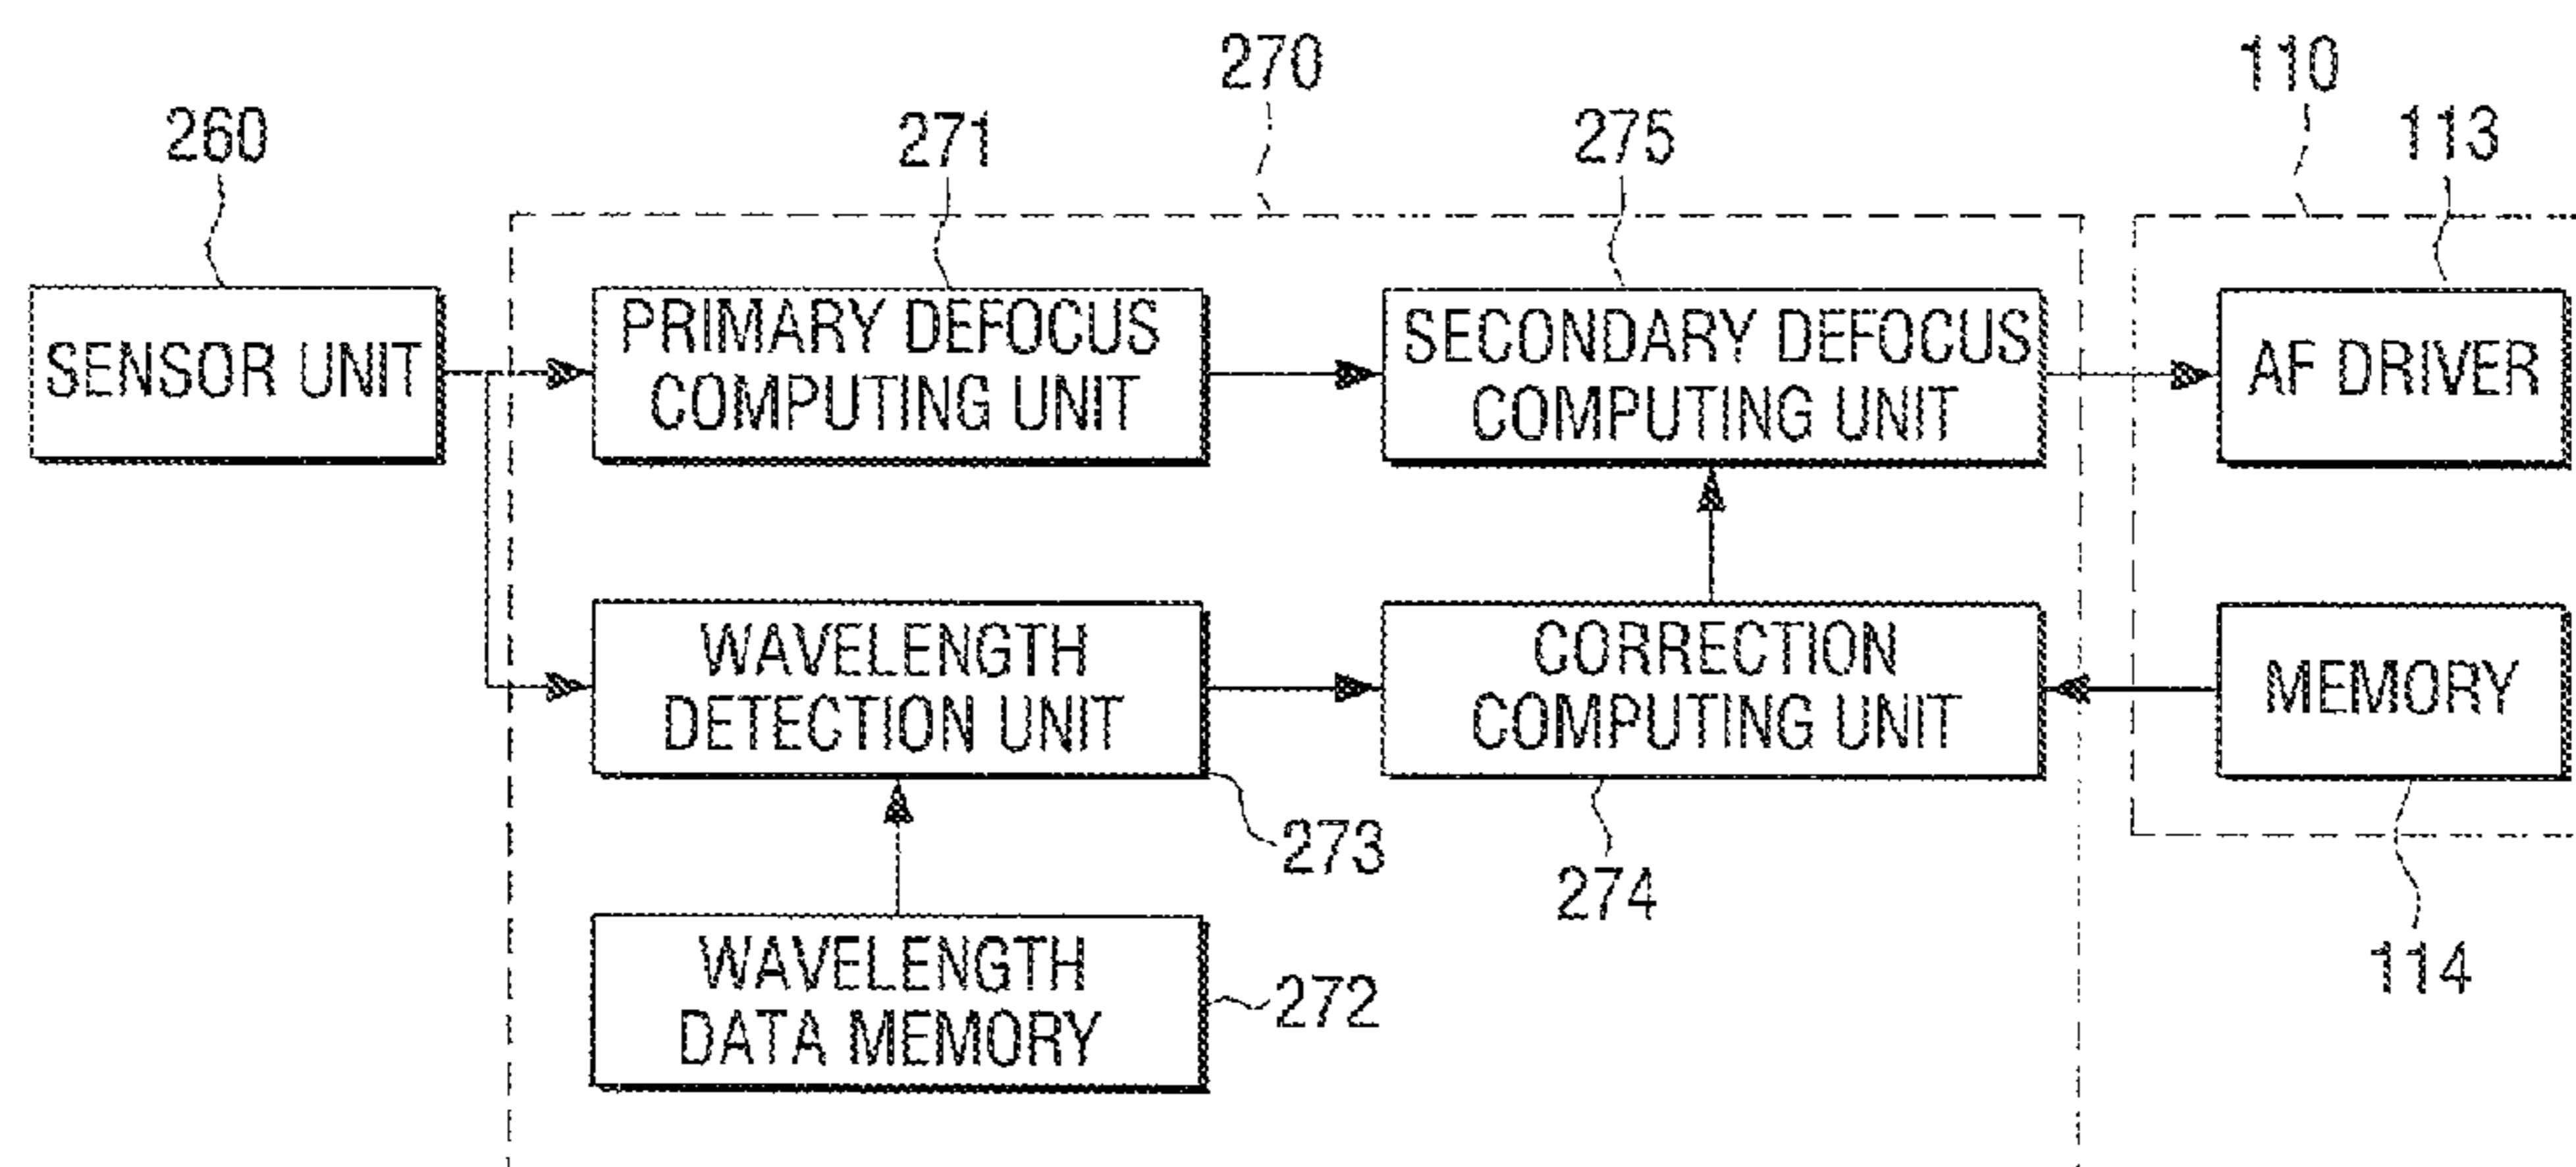 270
110
260
271
275
113
SENSOR UNIT
PRIMARY DEFOCUS
COMPUTING UNIT
SECONDARY DEFOCUS
COMPUTING UNIT
AF DRIVER
WAVELENGTH
DETECTION UNIT
CORRECTION
COMPUTING UNIT
MEMORY
273
274
114
WAVELENGTH
DATA MEMORY
272